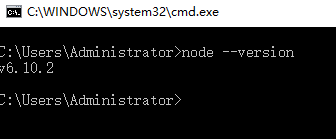 C:\WINDOWS\system32\cmd.exe
C:\Users\Administrator>node --version
v6.10.2
C:\Users\Administrator>